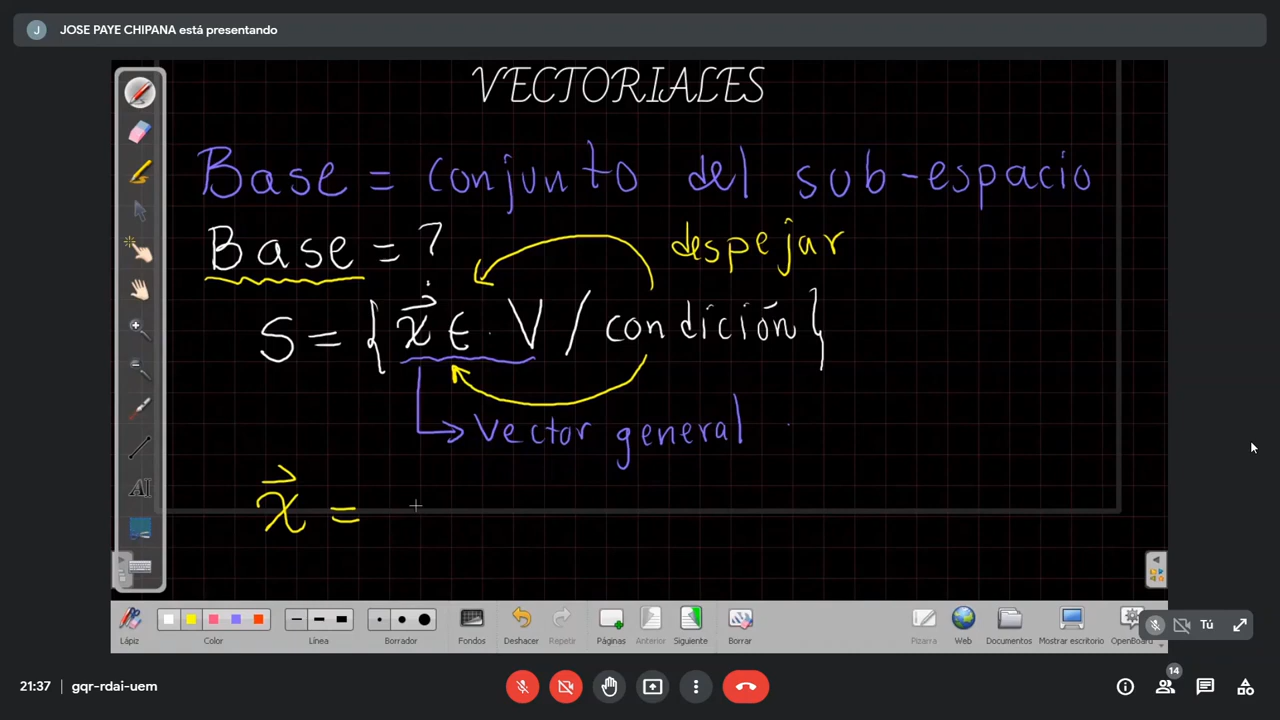 J JOSE PAYE CHIPANA está presentando
VECTORIALES
Base = conjunto del sub-espacio
Base = ?
despejar
S = { x⃗ ∈ V / condición }
Vector general
x⃗ =
AI
Lápiz Color Línea Borrador Fondos Deshacer Repetir Páginas Anterior Siguiente Borrar Pizarra Web Documentos Mostrar escritorio OpenBoard
Tú
21:37 | gqr-rdai-uem
14